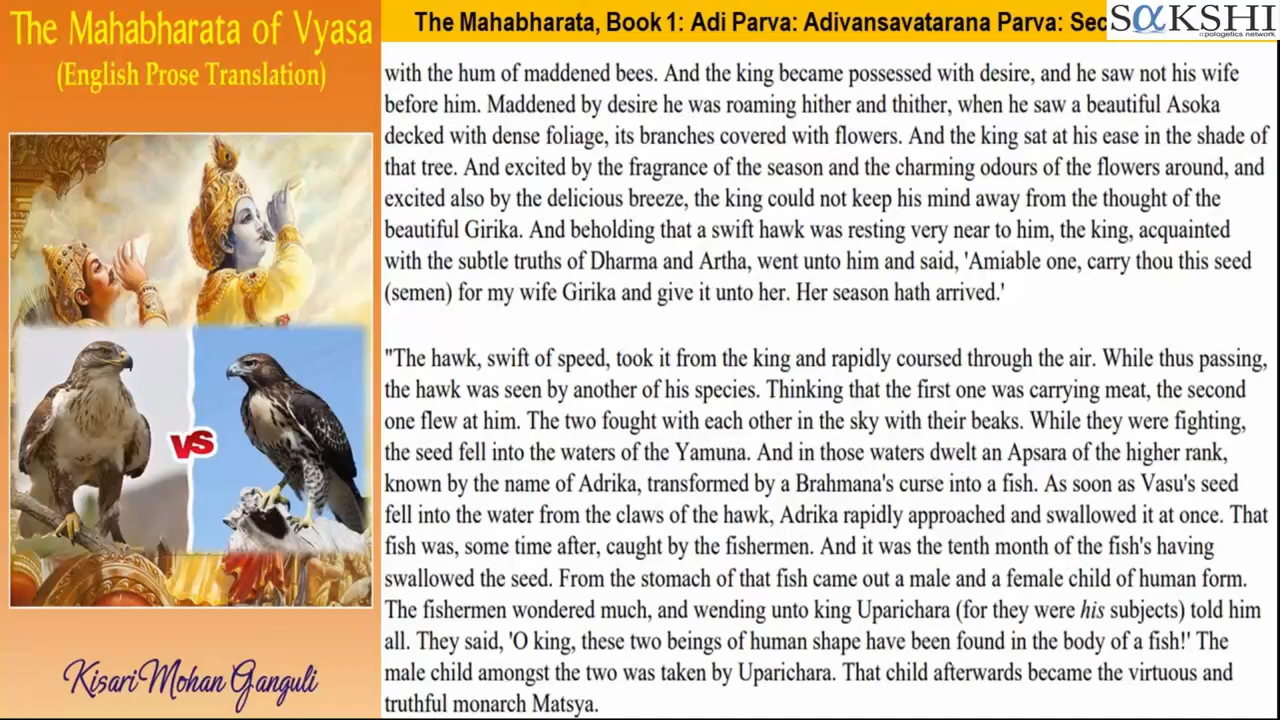 The Mahabharata of Vyasa
(English Prose Translation)
vs
KisariMohan Ganguli
The Mahabharata, Book 1: Adi Parva: Adivansavatarana Parva: Sec
SαKSHI
apologetics network
with the hum of maddened bees. And the king became possessed with desire, and he saw not his wife
before him. Maddened by desire he was roaming hither and thither, when he saw a beautiful Asoka
decked with dense foliage, its branches covered with flowers. And the king sat at his ease in the shade of
that tree. And excited by the fragrance of the season and the charming odours of the flowers around, and
excited also by the delicious breeze, the king could not keep his mind away from the thought of the
beautiful Girika. And beholding that a swift hawk was resting very near to him, the king, acquainted
with the subtle truths of Dharma and Artha, went unto him and said, 'Amiable one, carry thou this seed
(semen) for my wife Girika and give it unto her. Her season hath arrived.'
"The hawk, swift of speed, took it from the king and rapidly coursed through the air. While thus passing,
the hawk was seen by another of his species. Thinking that the first one was carrying meat, the second
one flew at him. The two fought with each other in the sky with their beaks. While they were fighting,
the seed fell into the waters of the Yamuna. And in those waters dwelt an Apsara of the higher rank,
known by the name of Adrika, transformed by a Brahmana's curse into a fish. As soon as Vasu's seed
fell into the water from the claws of the hawk, Adrika rapidly approached and swallowed it at once. That
fish was, some time after, caught by the fishermen. And it was the tenth month of the fish's having
swallowed the seed. From the stomach of that fish came out a male and a female child of human form.
The fishermen wondered much, and wending unto king Uparichara (for they were his subjects) told him
all. They said, 'O king, these two beings of human shape have been found in the body of a fish!' The
male child amongst the two was taken by Uparichara. That child afterwards became the virtuous and
truthful monarch Matsya.